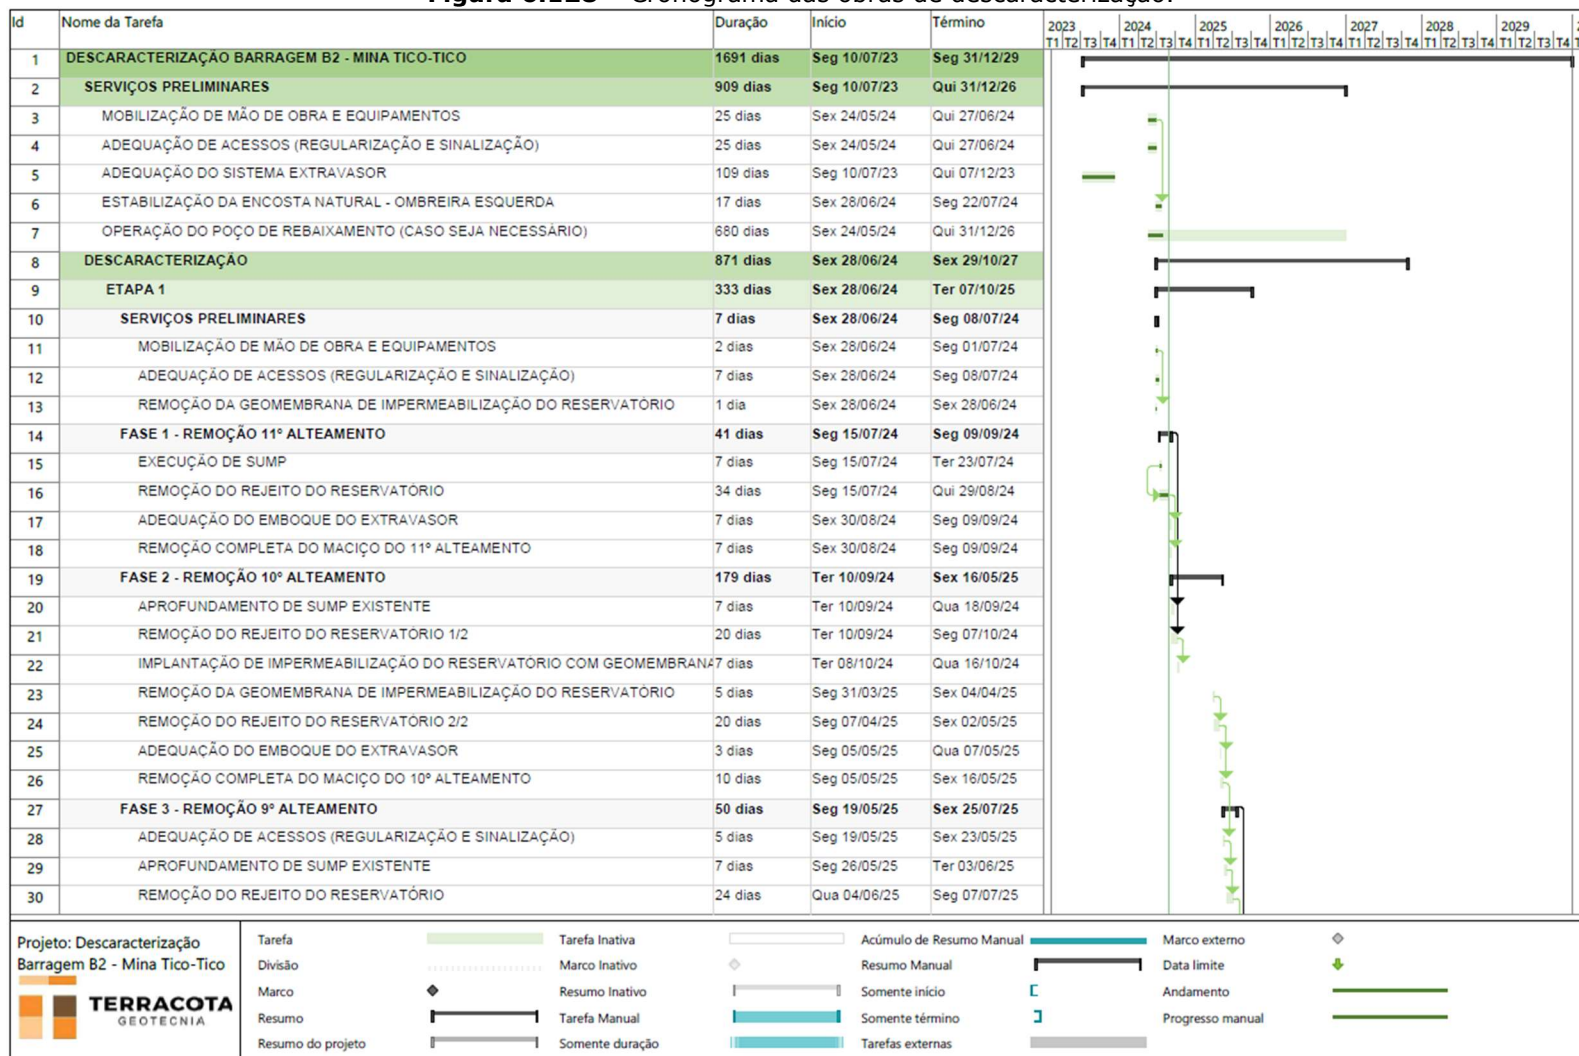 Figura 6.113 – Cronograma das obras de descaracterização.
Id Nome da Tarefa Duração Início Término 2023 2024 2025 2026 2027 2028 2029
T1 T2 T3 T4 T1 T2 T3 T4 T1 T2 T3 T4 T1 T2 T3 T4 T1 T2 T3 T4 T1 T2 T3 T4 T1 T2 T3 T4
1 DESCARACTERIZAÇÃO BARRAGEM B2 - MINA TICO-TICO 1691 dias Seg 10/07/23 Seg 31/12/29
2 SERVIÇOS PRELIMINARES 909 dias Seg 10/07/23 Qui 31/12/26
3 MOBILIZAÇÃO DE MÃO DE OBRA E EQUIPAMENTOS 25 dias Sex 24/05/24 Qui 27/06/24
4 ADEQUAÇÃO DE ACESSOS (REGULARIZAÇÃO E SINALIZAÇÃO) 25 dias Sex 24/05/24 Qui 27/06/24
5 ADEQUAÇÃO DO SISTEMA EXTRAVASOR 109 dias Seg 10/07/23 Qui 07/12/23
6 ESTABILIZAÇÃO DA ENCOSTA NATURAL - OMBREIRA ESQUERDA 17 dias Sex 28/06/24 Seg 22/07/24
7 OPERAÇÃO DO POÇO DE REBAIXAMENTO (CASO SEJA NECESSÁRIO) 680 dias Sex 24/05/24 Qui 31/12/26
8 DESCARACTERIZAÇÃO 871 dias Sex 28/06/24 Sex 29/10/27
9 ETAPA 1 333 dias Sex 28/06/24 Ter 07/10/25
10 SERVIÇOS PRELIMINARES 7 dias Sex 28/06/24 Seg 08/07/24
11 MOBILIZAÇÃO DE MÃO DE OBRA E EQUIPAMENTOS 2 dias Sex 28/06/24 Seg 01/07/24
12 ADEQUAÇÃO DE ACESSOS (REGULARIZAÇÃO E SINALIZAÇÃO) 7 dias Sex 28/06/24 Seg 08/07/24
13 REMOÇÃO DA GEOMEMBRANA DE IMPERMEABILIZAÇÃO DO RESERVATÓRIO 1 dia Sex 28/06/24 Sex 28/06/24
14 FASE 1 - REMOÇÃO 11º ALTEAMENTO 41 dias Seg 15/07/24 Seg 09/09/24
15 EXECUÇÃO DE SUMP 7 dias Seg 15/07/24 Ter 23/07/24
16 REMOÇÃO DO REJEITO DO RESERVATÓRIO 34 dias Seg 15/07/24 Qui 29/08/24
17 ADEQUAÇÃO DO EMBOQUE DO EXTRAVASOR 7 dias Sex 30/08/24 Seg 09/09/24
18 REMOÇÃO COMPLETA DO MACIÇO DO 11º ALTEAMENTO 7 dias Sex 30/08/24 Seg 09/09/24
19 FASE 2 - REMOÇÃO 10º ALTEAMENTO 179 dias Ter 10/09/24 Sex 16/05/25
20 APROFUNDAMENTO DE SUMP EXISTENTE 7 dias Ter 10/09/24 Qua 18/09/24
21 REMOÇÃO DO REJEITO DO RESERVATÓRIO 1/2 20 dias Ter 10/09/24 Seg 07/10/24
22 IMPLANTAÇÃO DE IMPERMEABILIZAÇÃO DO RESERVATÓRIO COM GEOMEMBRANA 7 dias Ter 08/10/24 Qua 16/10/24
23 REMOÇÃO DA GEOMEMBRANA DE IMPERMEABILIZAÇÃO DO RESERVATÓRIO 5 dias Seg 31/03/25 Sex 04/04/25
24 REMOÇÃO DO REJEITO DO RESERVATÓRIO 2/2 20 dias Seg 07/04/25 Sex 02/05/25
25 ADEQUAÇÃO DO EMBOQUE DO EXTRAVASOR 3 dias Seg 05/05/25 Qua 07/05/25
26 REMOÇÃO COMPLETA DO MACIÇO DO 10º ALTEAMENTO 10 dias Seg 05/05/25 Sex 16/05/25
27 FASE 3 - REMOÇÃO 9º ALTEAMENTO 50 dias Seg 19/05/25 Sex 25/07/25
28 ADEQUAÇÃO DE ACESSOS (REGULARIZAÇÃO E SINALIZAÇÃO) 5 dias Seg 19/05/25 Sex 23/05/25
29 APROFUNDAMENTO DE SUMP EXISTENTE 7 dias Seg 26/05/25 Ter 03/06/25
30 REMOÇÃO DO REJEITO DO RESERVATÓRIO 24 dias Qua 04/06/25 Seg 07/07/25
Projeto: Descaracterização
Barragem B2 - Mina Tico-Tico
TERRACOTA
GEOTECNIA
Tarefa Tarefa Inativa Acúmulo de Resumo Manual Marco externo
Divisão Marco Inativo Resumo Manual Data limite
Marco Resumo Inativo Somente início Andamento
Resumo Tarefa Manual Somente término Progresso manual
Resumo do projeto Somente duração Tarefas externas